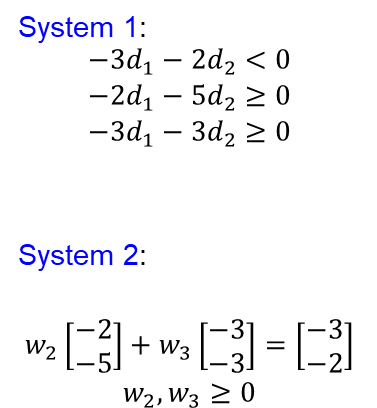 System 1:
−3d₁ − 2d₂ < 0
−2d₁ − 5d₂ ≥ 0
−3d₁ − 3d₂ ≥ 0
System 2:
w₂ [−2 −5] + w₃ [−3 −3] = [−3 −2]
w₂, w₃ ≥ 0